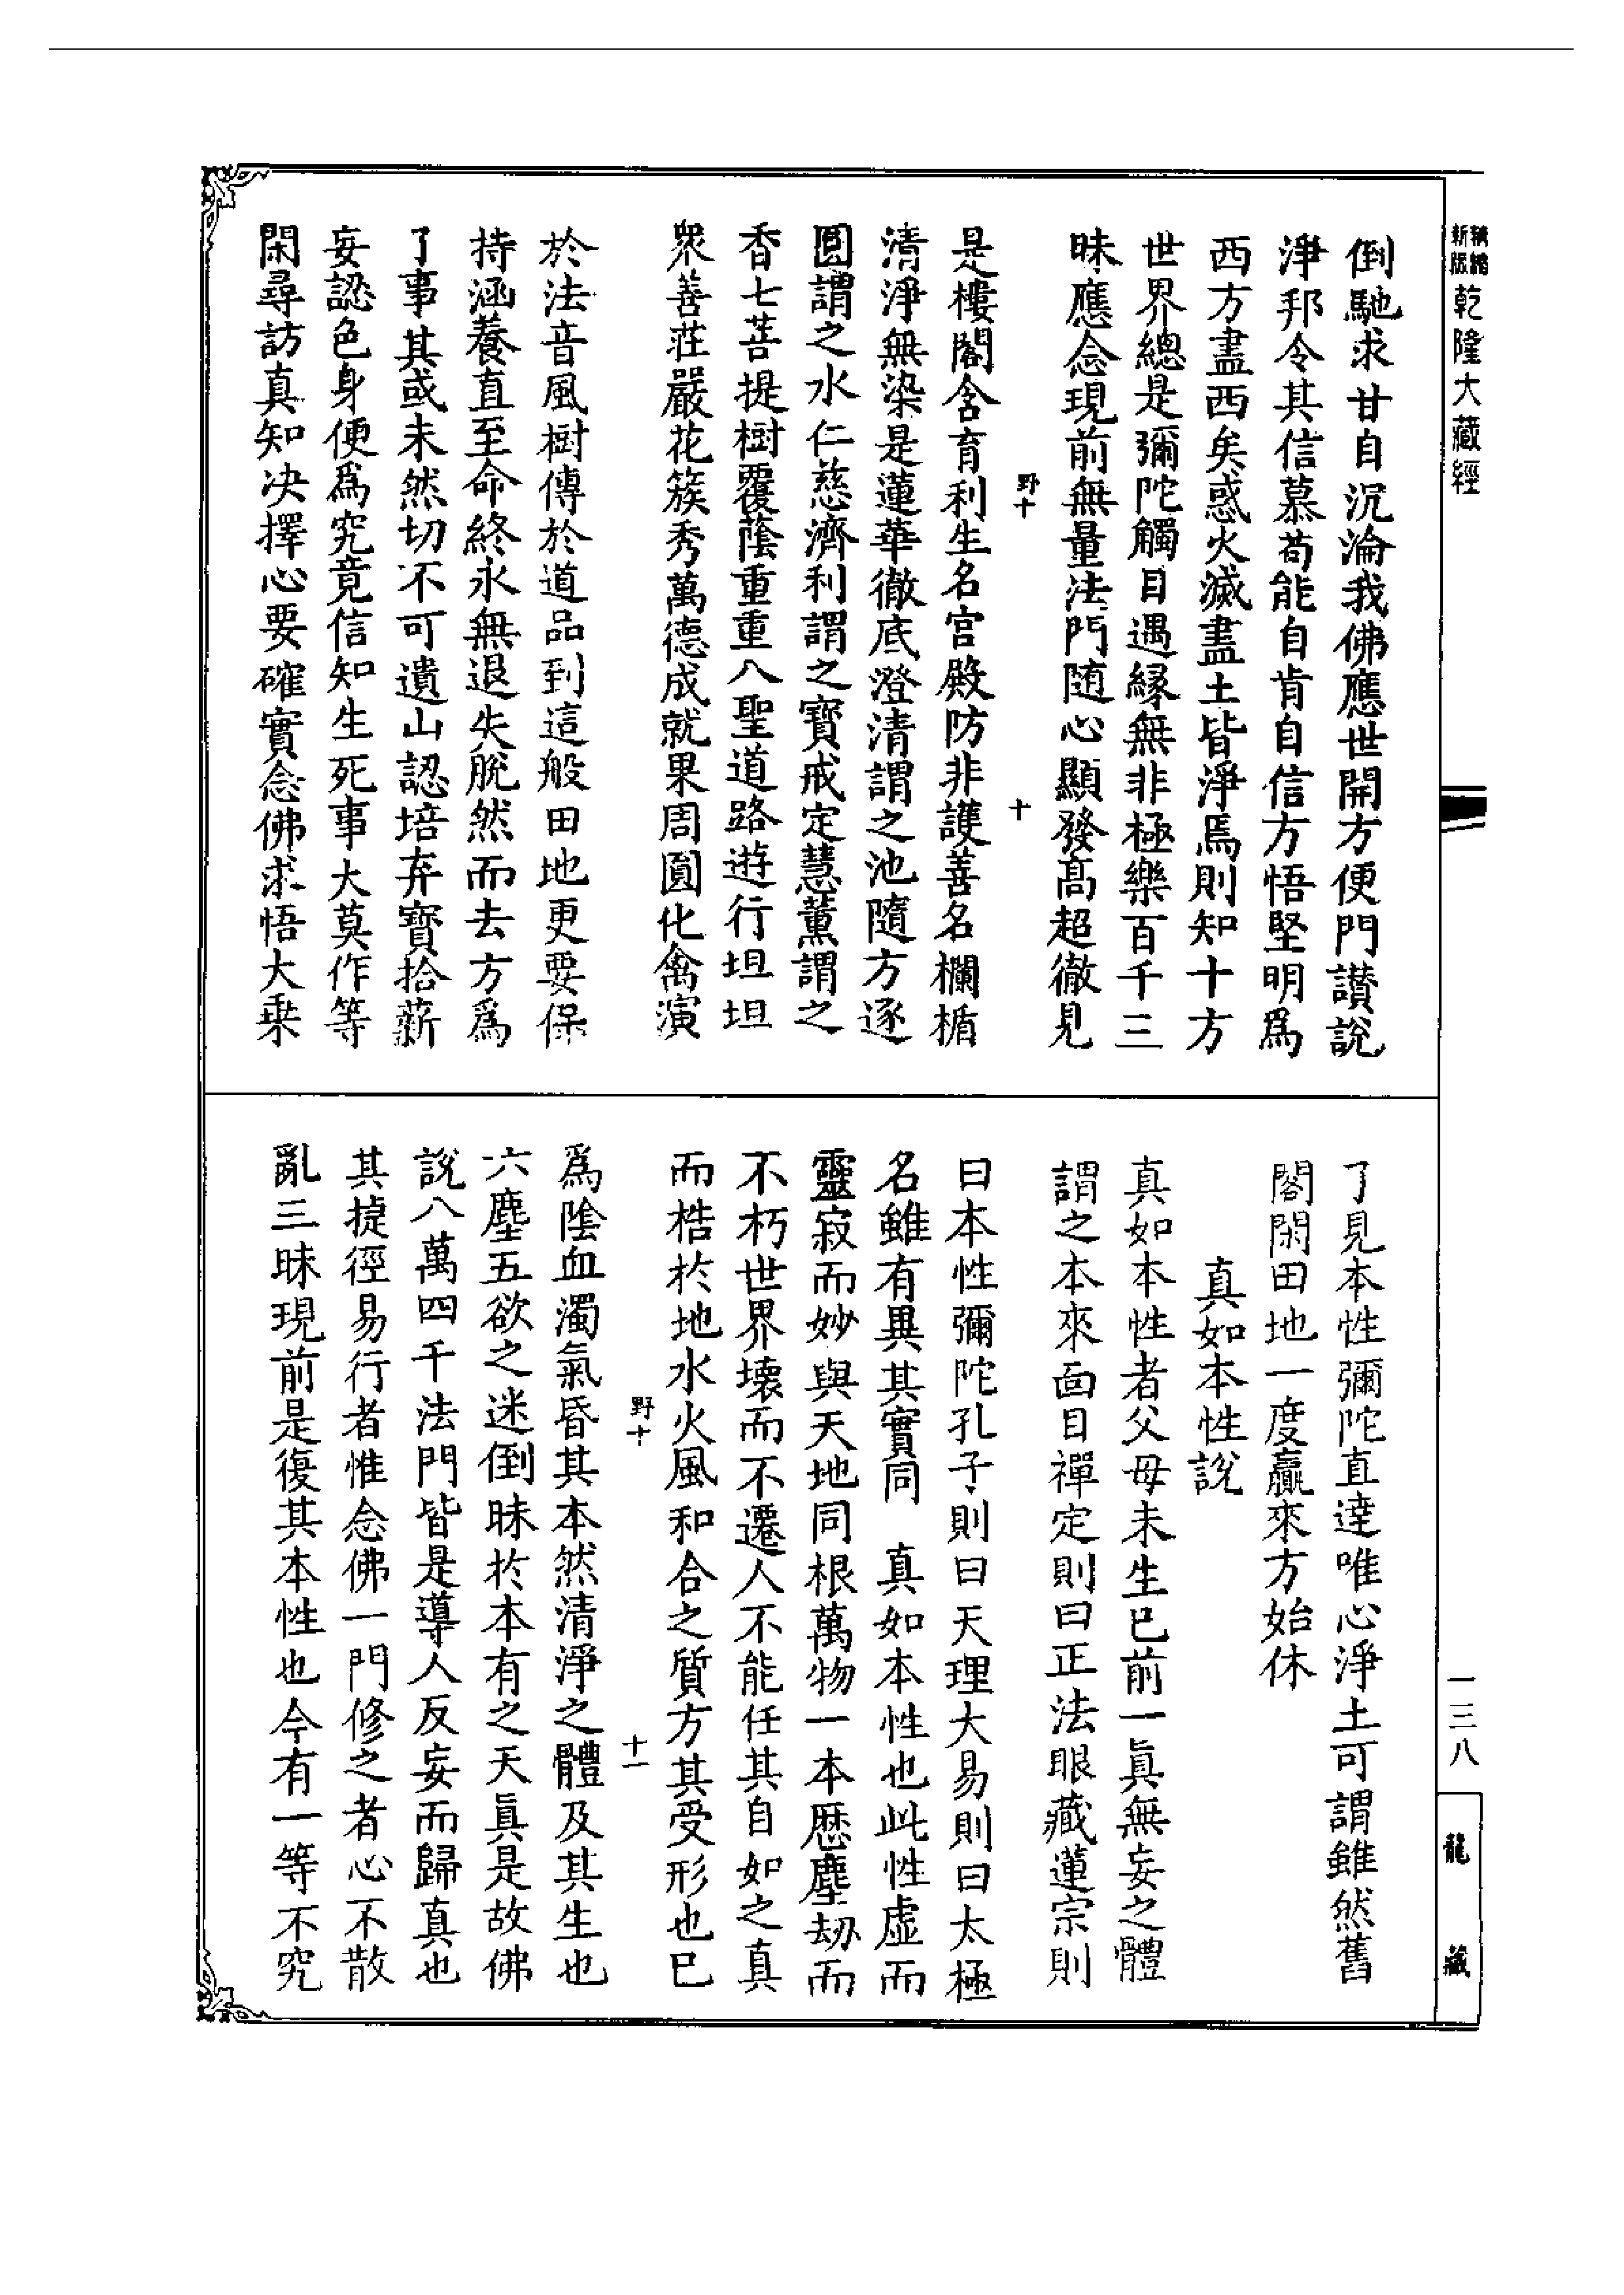 新版
乾隆大藏經
倒馳求甘自沉淪我佛應世開方便門讃說
淨邦令其信慕苟能自肯自信方悟堅明爲
西方盡西矣惑火滅盡土皆淨焉則知十方
世界總是彌陀觸目遇緣無非極樂百千三
昧應念現前無量法門随心顯發髙超徹見
野十
十
是樓閣含育利生名宫殿防非護善名欄楯
清淨無染是蓮華徹底澄清謂之池隨方逐
圓謂之水仁慈濟利謂之寶戒定慧薰謂之
香七菩提樹覆蔭重重八聖道路遊行坦坦
衆善莊嚴花簇秀萬德成就果周圓化禽演
於法音風樹傳於道品到這般田地更要保
持涵養直至命終永無退失脫然而去方爲
了事其或未然切不可遺山認培弃寶拾薪
妄認色身便爲究竟信知生死事大莫作等
閑尋訪真知决擇心要確實念佛求悟大乗
了見本性彌陀直達唯心淨土可謂雖然舊
閣閑田地一度贏來方始休
真如本性說
真如本性者父母未生已前一真無妄之體
謂之本來面目禪定則曰正法眼藏蓮宗則
曰本性彌陀孔子則曰天理大易則曰太極
名雖有異其實同 真如本性也此性虛而
靈寂而妙與天地同根萬物一本歷塵劫而
不朽世界壞而不遷人不能任其自如之真
而梏於地水火風和合之質方其受形也巳
野十
十一
爲陰血濁氣昏其本然清淨之體及其生也
六塵五欲之迷倒昧於本有之天真是故佛
說八萬四千法門皆是導人反妄而歸真也
其捷徑易行者惟念佛一門修之者心不散
亂三昧現前是復其本性也今有一等不究
一三八
龍藏